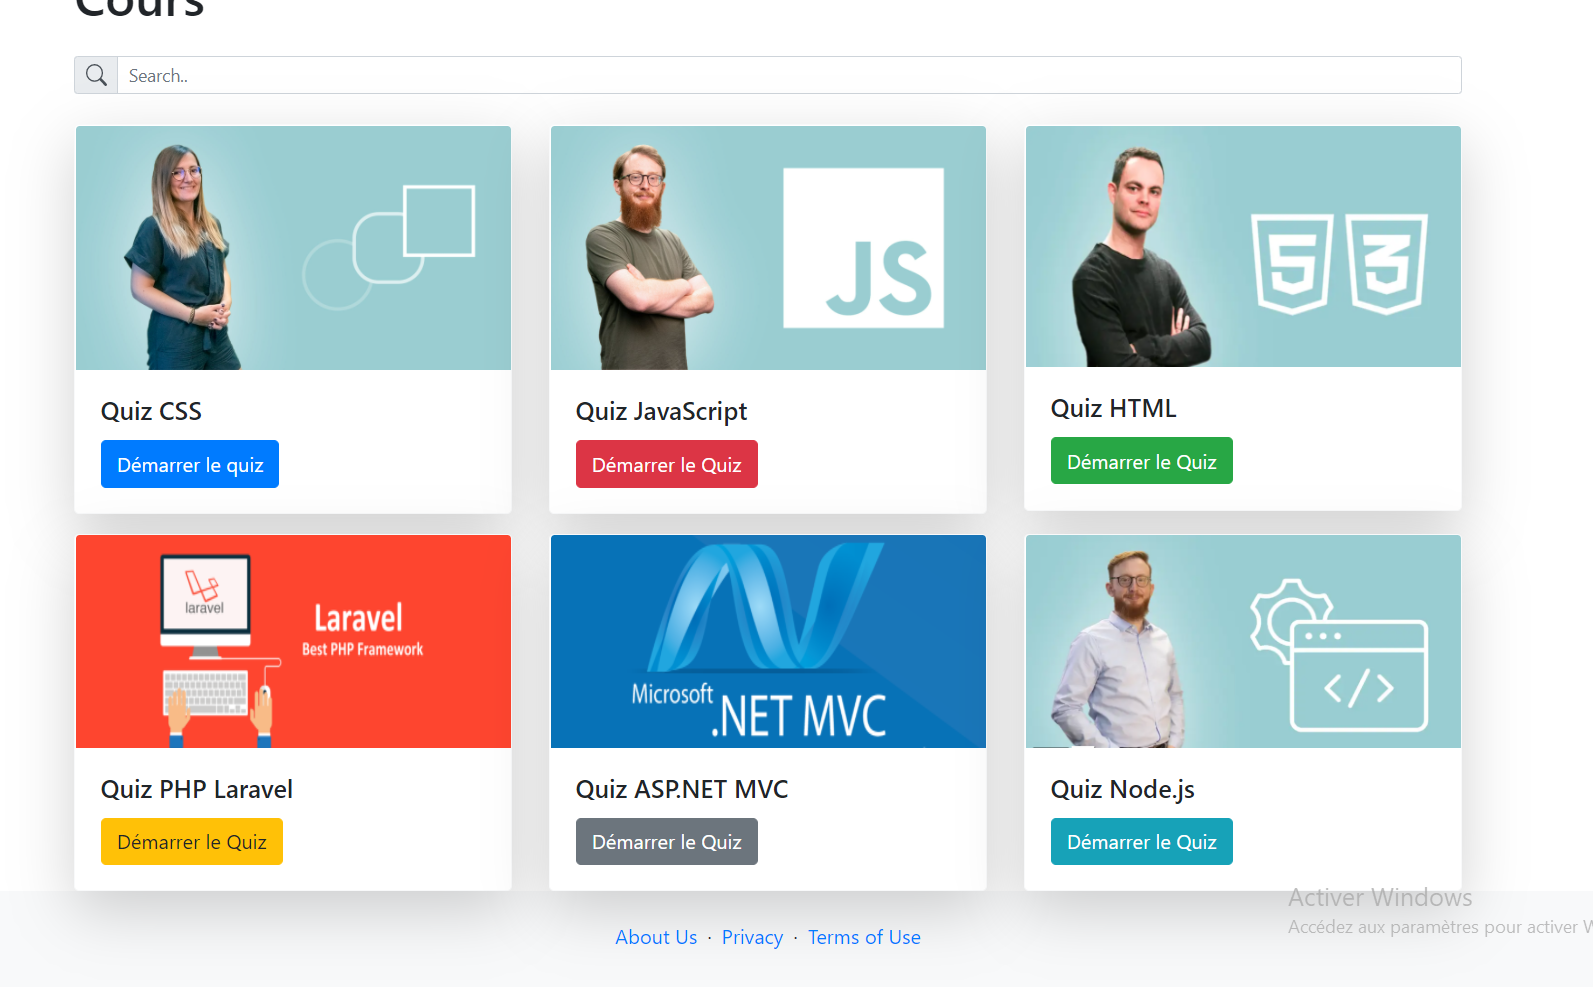 Cours
Search..
JS
5 3
Quiz CSS
Démarrer le quiz
Quiz JavaScript
Démarrer le Quiz
Quiz HTML
Démarrer le Quiz
laravel
Laravel
Best PHP Framework
Microsoft
.NET MVC
</>
Quiz PHP Laravel
Démarrer le Quiz
Quiz ASP.NET MVC
Démarrer le Quiz
Quiz Node.js
Démarrer le Quiz
Activer Windows
Accédez aux paramètres pour activer W
About Us · Privacy · Terms of Use